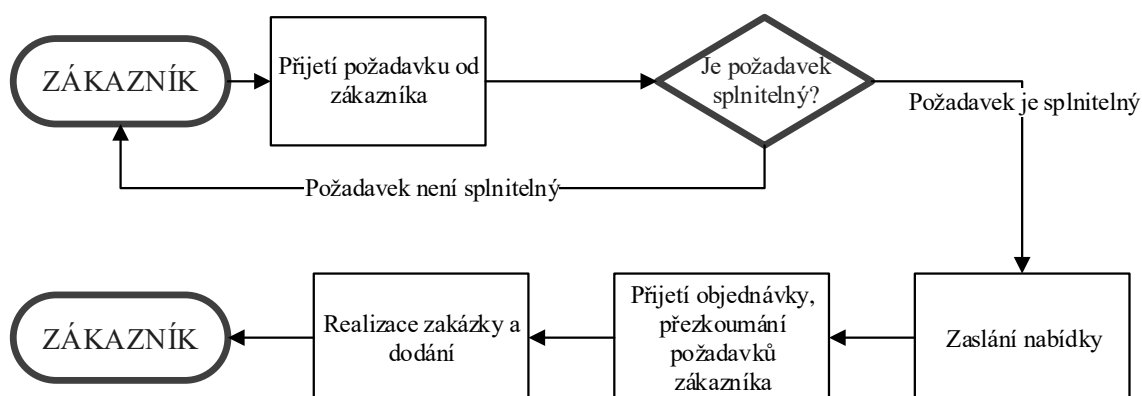 ZÁKAZNÍK
Přijetí požadavku od
zákazníka
Je požadavek
splnitelný?
Požadavek je splnitelný
Požadavek není splnitelný
ZÁKAZNÍK
Realizace zakázky a
dodání
Přijetí objednávky,
přezkoumání
požadavků
zákazníka
Zaslání nabídky